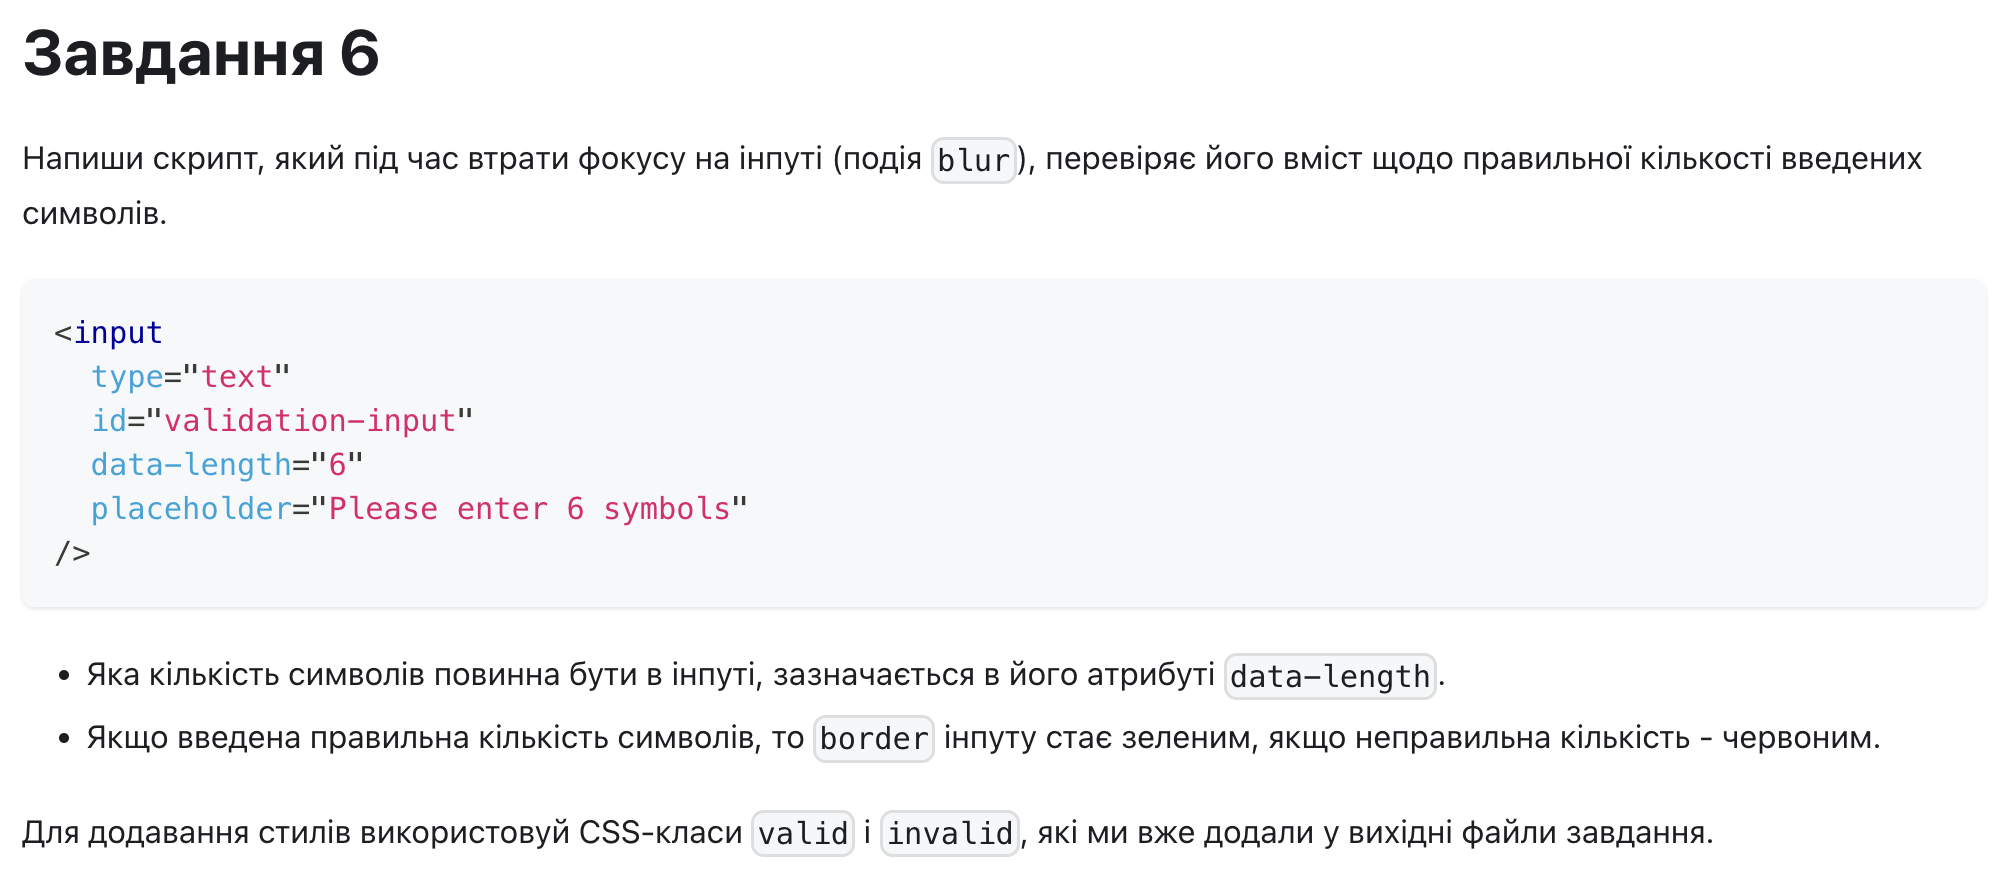 Завдання 6
Напиши скрипт, який під час втрати фокусу на інпуті (подія blur), перевіряє його вміст щодо правильної кількості введених
символів.
<input
  type="text"
  id="validation-input"
  data-length="6"
  placeholder="Please enter 6 symbols"
/>
• Яка кількість символів повинна бути в інпуті, зазначається в його атрибуті data-length.
• Якщо введена правильна кількість символів, то border інпуту стає зеленим, якщо неправильна кількість - червоним.
Для додавання стилів використовуй CSS-класи valid і invalid, які ми вже додали у вихідні файли завдання.